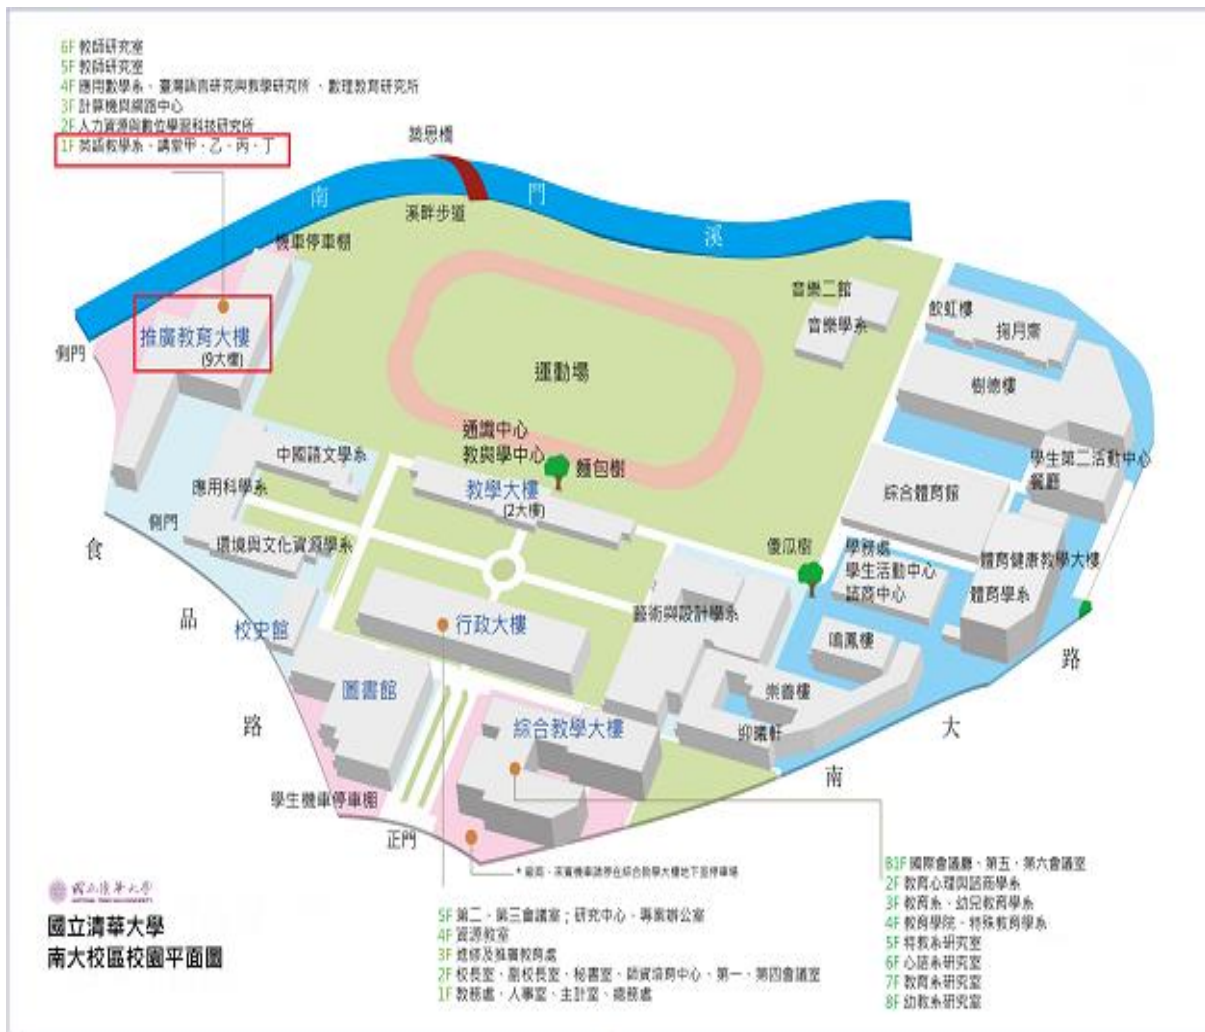 6F 教師研究室
5F 教師研究室
4F 應用數學系、臺灣語言研究與教學研究所、數理教育研究所
3F 計算機與網路中心
2F 人力資源與數位學習科技研究所
1F 英語教學系、講堂甲、乙、丙、丁
築思橋
南門溪
溪畔步道
機車停車棚
推廣教育大樓
(9大樓)
側門
運動場
音樂二館
音樂學系
飲虹樓
掬月齋
樹德樓
學生第二活動中心
餐廳
通識中心
教與學中心
麵包樹
教學大樓
(2大樓)
中國語文學系
應用科學系
側門
環境與文化資源學系
綜合體育館
傻瓜樹
學務處
學生活動中心
諮商中心
體育健康教學大樓
體育學系
食品路
校史館
行政大樓
藝術與設計學系
鳴鳳樓
崇善樓
迎曦軒
南大路
圖書館
綜合教學大樓
學生機車停車棚
正門
國立清華大學
國立清華大學
南大校區校園平面圖
5F 第二、第三會議室；研究中心、專案辦公室
4F 資源教室
3F 進修及推廣教育處
2F 校長室、副校長室、秘書室、師資培育中心、第一、第四會議室
1F 教務處、人事室、主計室、總務處
B1F 國際會議廳、第五、第六會議室
2F 教育心理與諮商學系
3F 教育系、幼兒教育學系
4F 教育學院、特殊教育學系
5F 特教系研究室
6F 心諮系研究室
7F 教育系研究室
8F 幼教系研究室